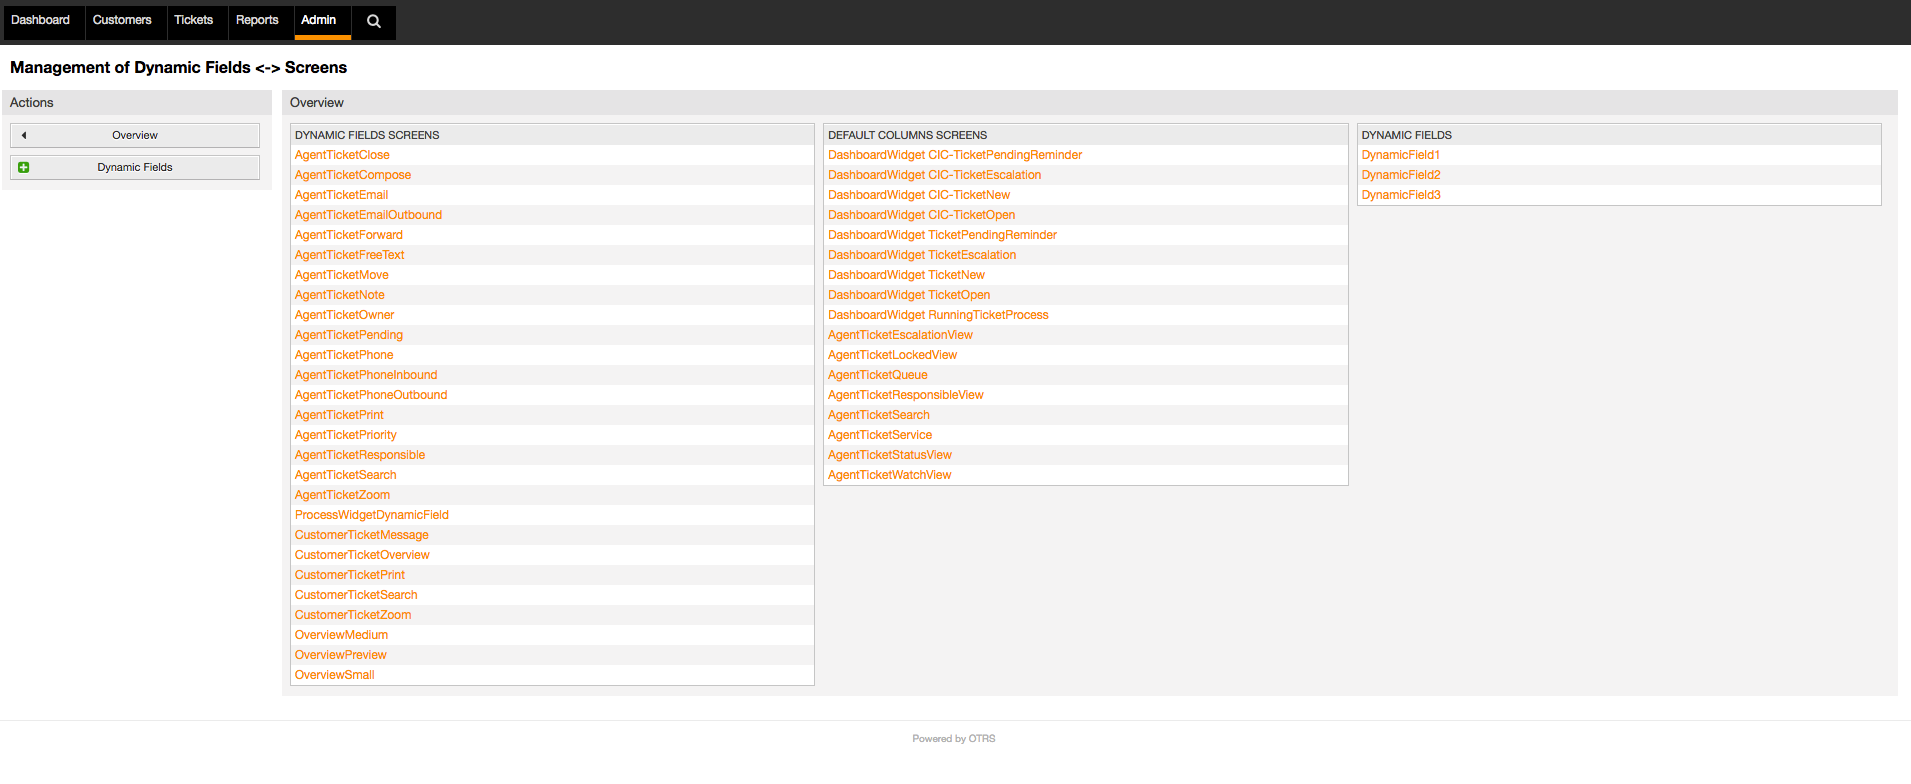 Dashboard
Customers
Tickets
Reports
Admin
Management of Dynamic Fields <-> Screens
Actions
Overview
Dynamic Fields
Overview
DYNAMIC FIELDS SCREENS
AgentTicketClose
AgentTicketCompose
AgentTicketEmail
AgentTicketEmailOutbound
AgentTicketForward
AgentTicketFreeText
AgentTicketMove
AgentTicketNote
AgentTicketOwner
AgentTicketPending
AgentTicketPhone
AgentTicketPhoneInbound
AgentTicketPhoneOutbound
AgentTicketPrint
AgentTicketPriority
AgentTicketResponsible
AgentTicketSearch
AgentTicketZoom
ProcessWidgetDynamicField
CustomerTicketMessage
CustomerTicketOverview
CustomerTicketPrint
CustomerTicketSearch
CustomerTicketZoom
OverviewMedium
OverviewPreview
OverviewSmall
DEFAULT COLUMNS SCREENS
DashboardWidget CIC-TicketPendingReminder
DashboardWidget CIC-TicketEscalation
DashboardWidget CIC-TicketNew
DashboardWidget CIC-TicketOpen
DashboardWidget TicketPendingReminder
DashboardWidget TicketEscalation
DashboardWidget TicketNew
DashboardWidget TicketOpen
DashboardWidget RunningTicketProcess
AgentTicketEscalationView
AgentTicketLockedView
AgentTicketQueue
AgentTicketResponsibleView
AgentTicketSearch
AgentTicketService
AgentTicketStatusView
AgentTicketWatchView
DYNAMIC FIELDS
DynamicField1
DynamicField2
DynamicField3
Powered by OTRS